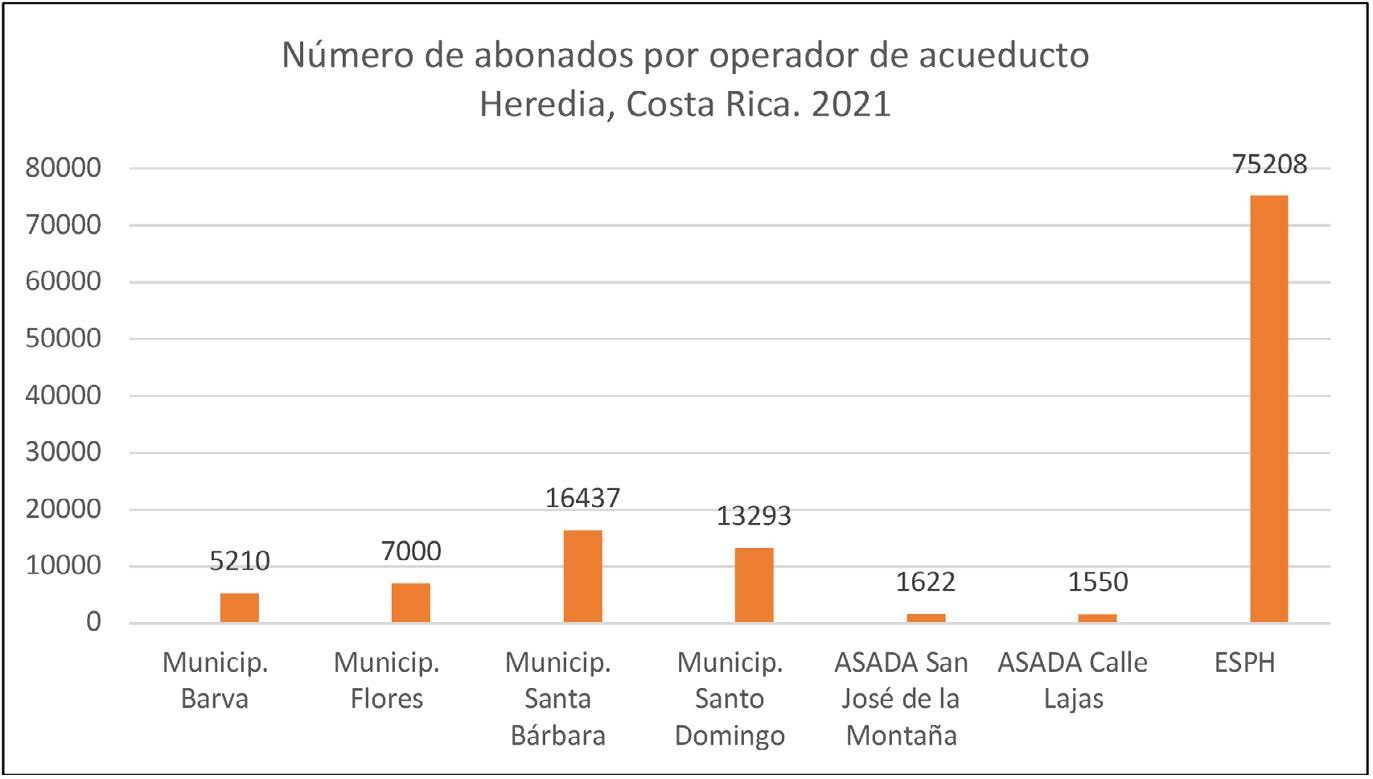 Número de abonados por operador de acueducto
Heredia, Costa Rica. 2021
80000
70000
60000
50000
40000
30000
20000
10000
0
5210
7000
16437
13293
1622
1550
75208
Municip.
Barva
Municip.
Flores
Municip.
Santa
Bárbara
Municip.
Santo
Domingo
ASADA San
José de la
Montaña
ASADA Calle
Lajas
ESPH